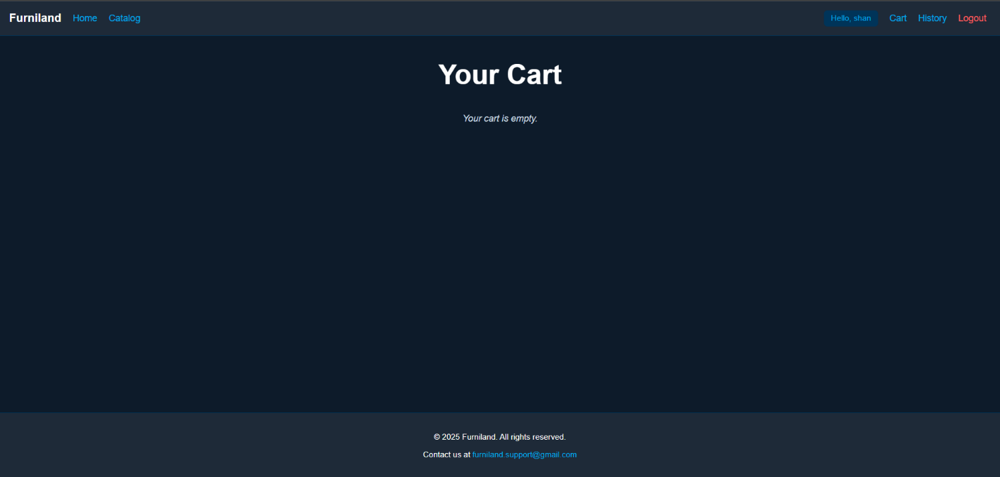 Furniland Home Catalog Hello, shan Cart History Logout
Your Cart
Your cart is empty.
© 2025 Furniland. All rights reserved.
Contact us at furniland.support@gmail.com